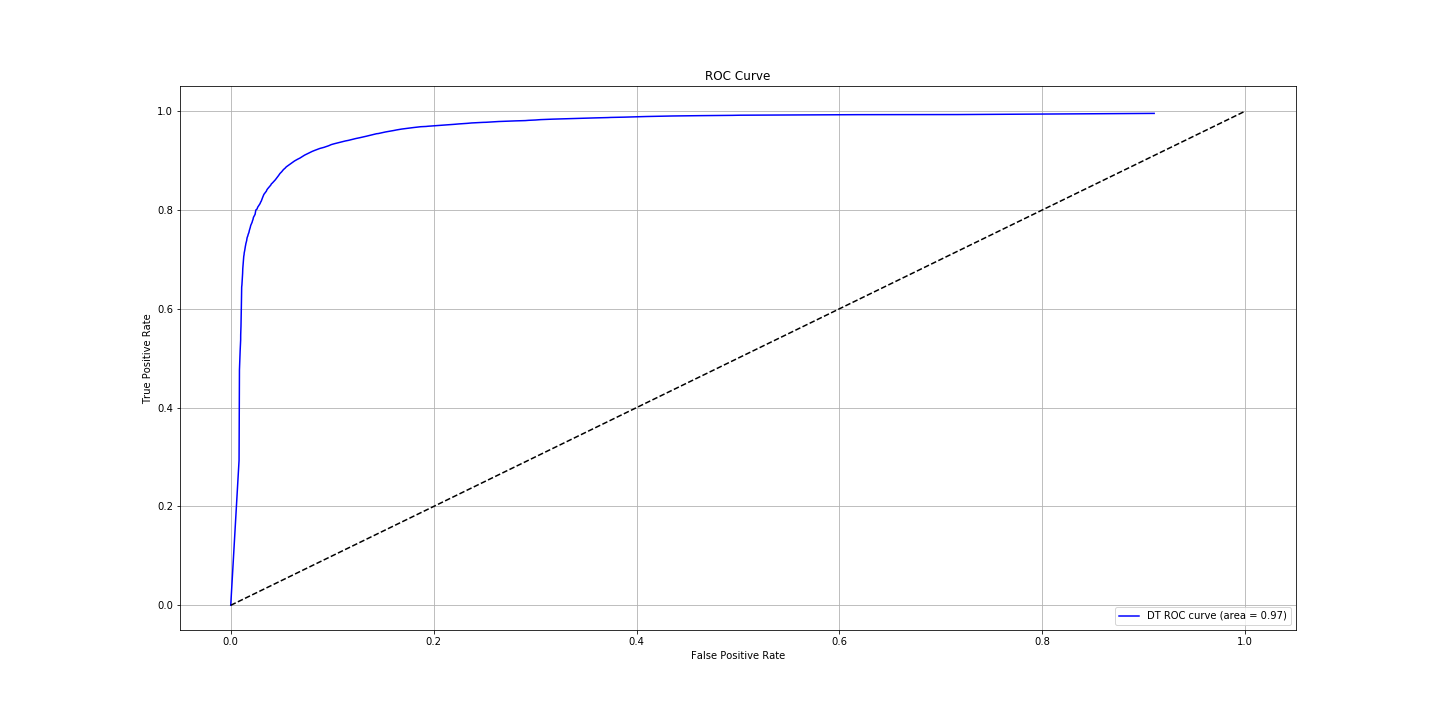 ROC Curve
1.0
0.8
0.6
0.4
0.2
0.0
True Positive Rate
DT ROC curve (area = 0.97)
0.0 0.2 0.4 0.6 0.8 1.0
False Positive Rate